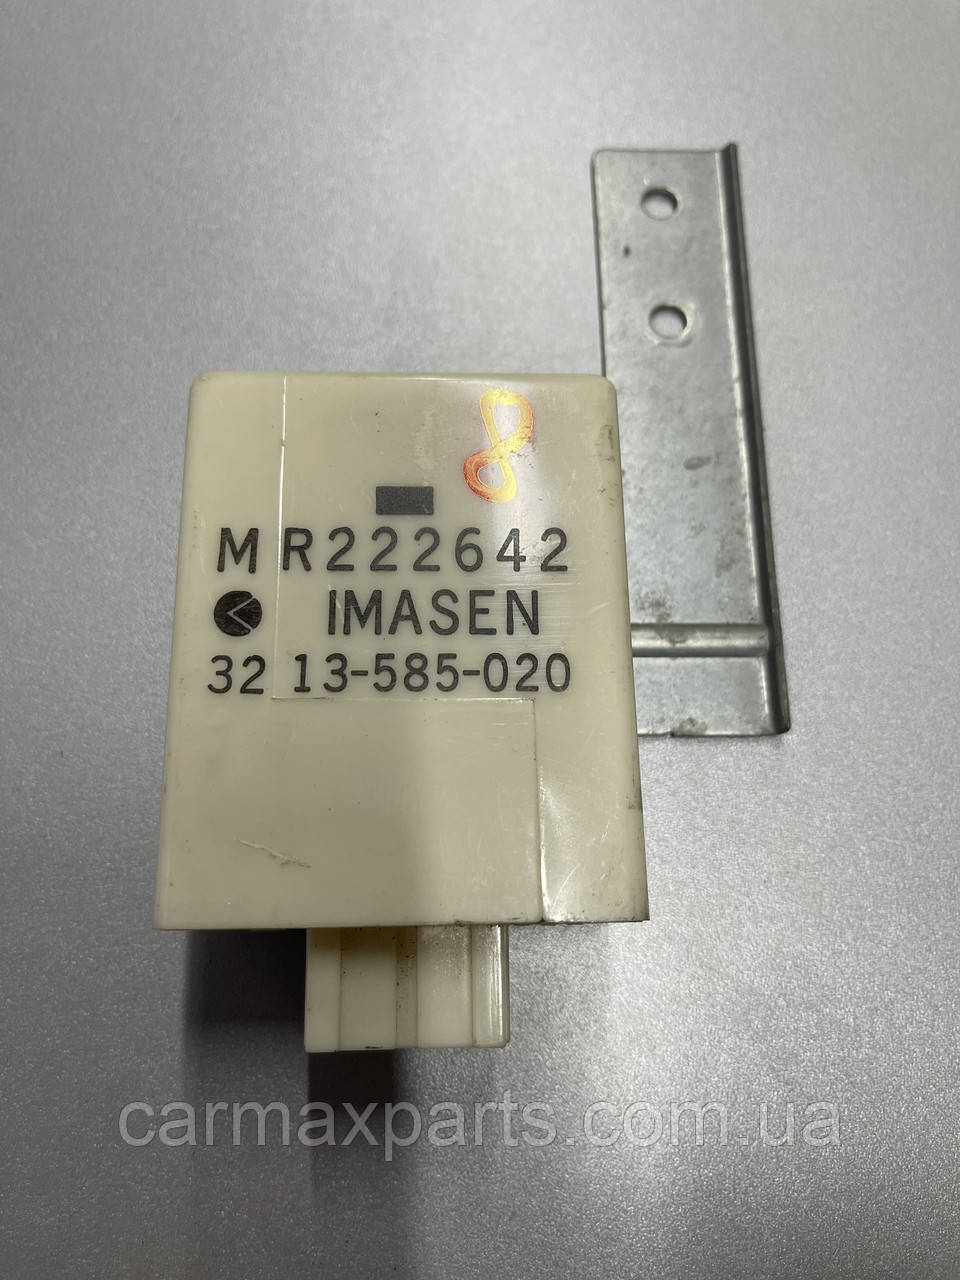 8
MR222642
IMASEN
32 13-585-020
carmaxparts.com.ua